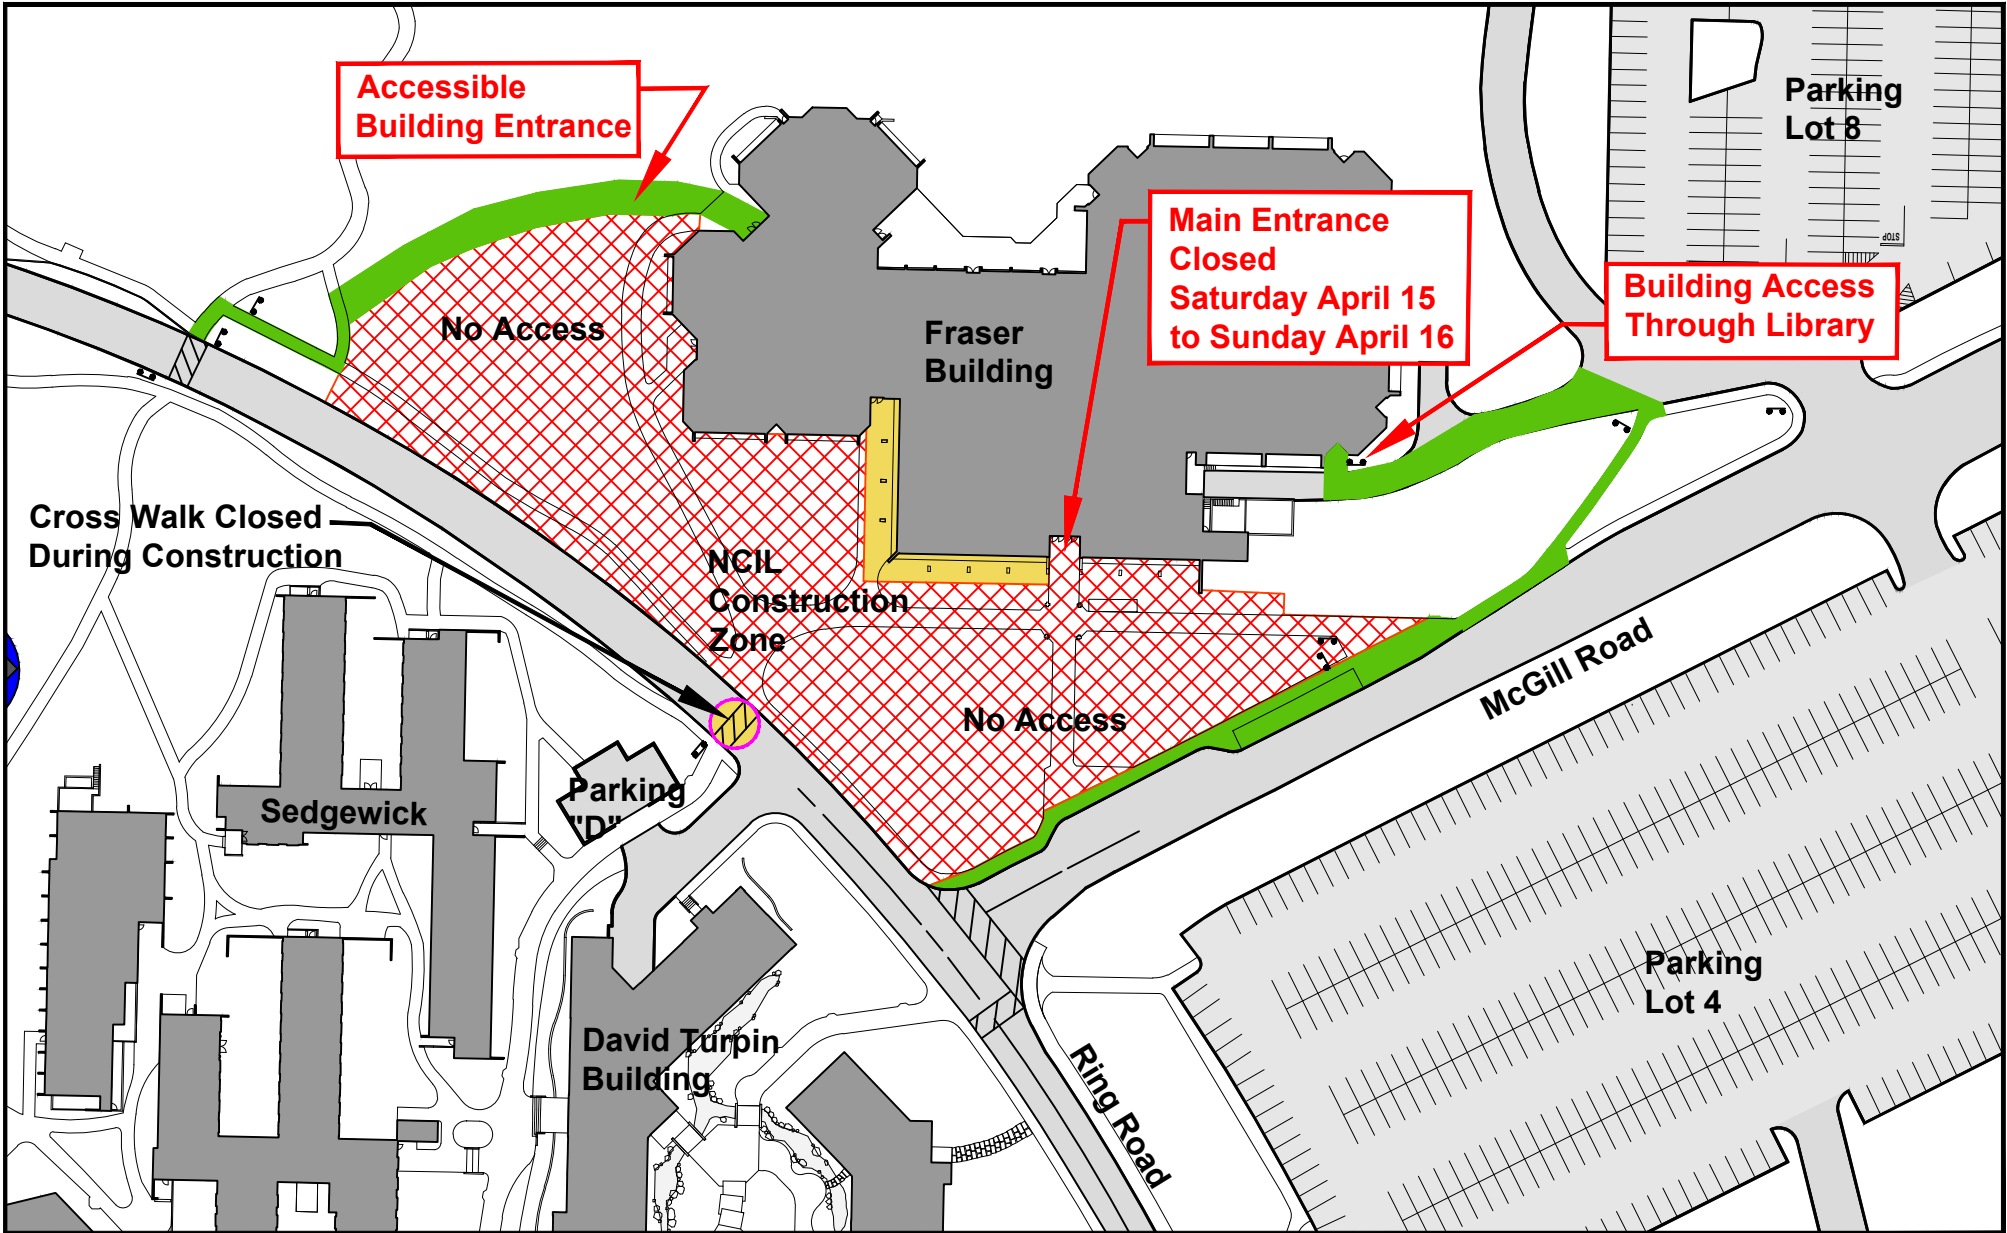 Accessible
Building Entrance
Parking
Lot 8
STOP
Main Entrance
Closed
Saturday April 15
to Sunday April 16
Building Access
Through Library
No Access
Fraser
Building
Cross Walk Closed
During Construction
NCIL
Construction
Zone
No Access
McGill Road
Parking
"D"
Sedgewick
Parking
Lot 4
David Turpin
Building
Ring Road